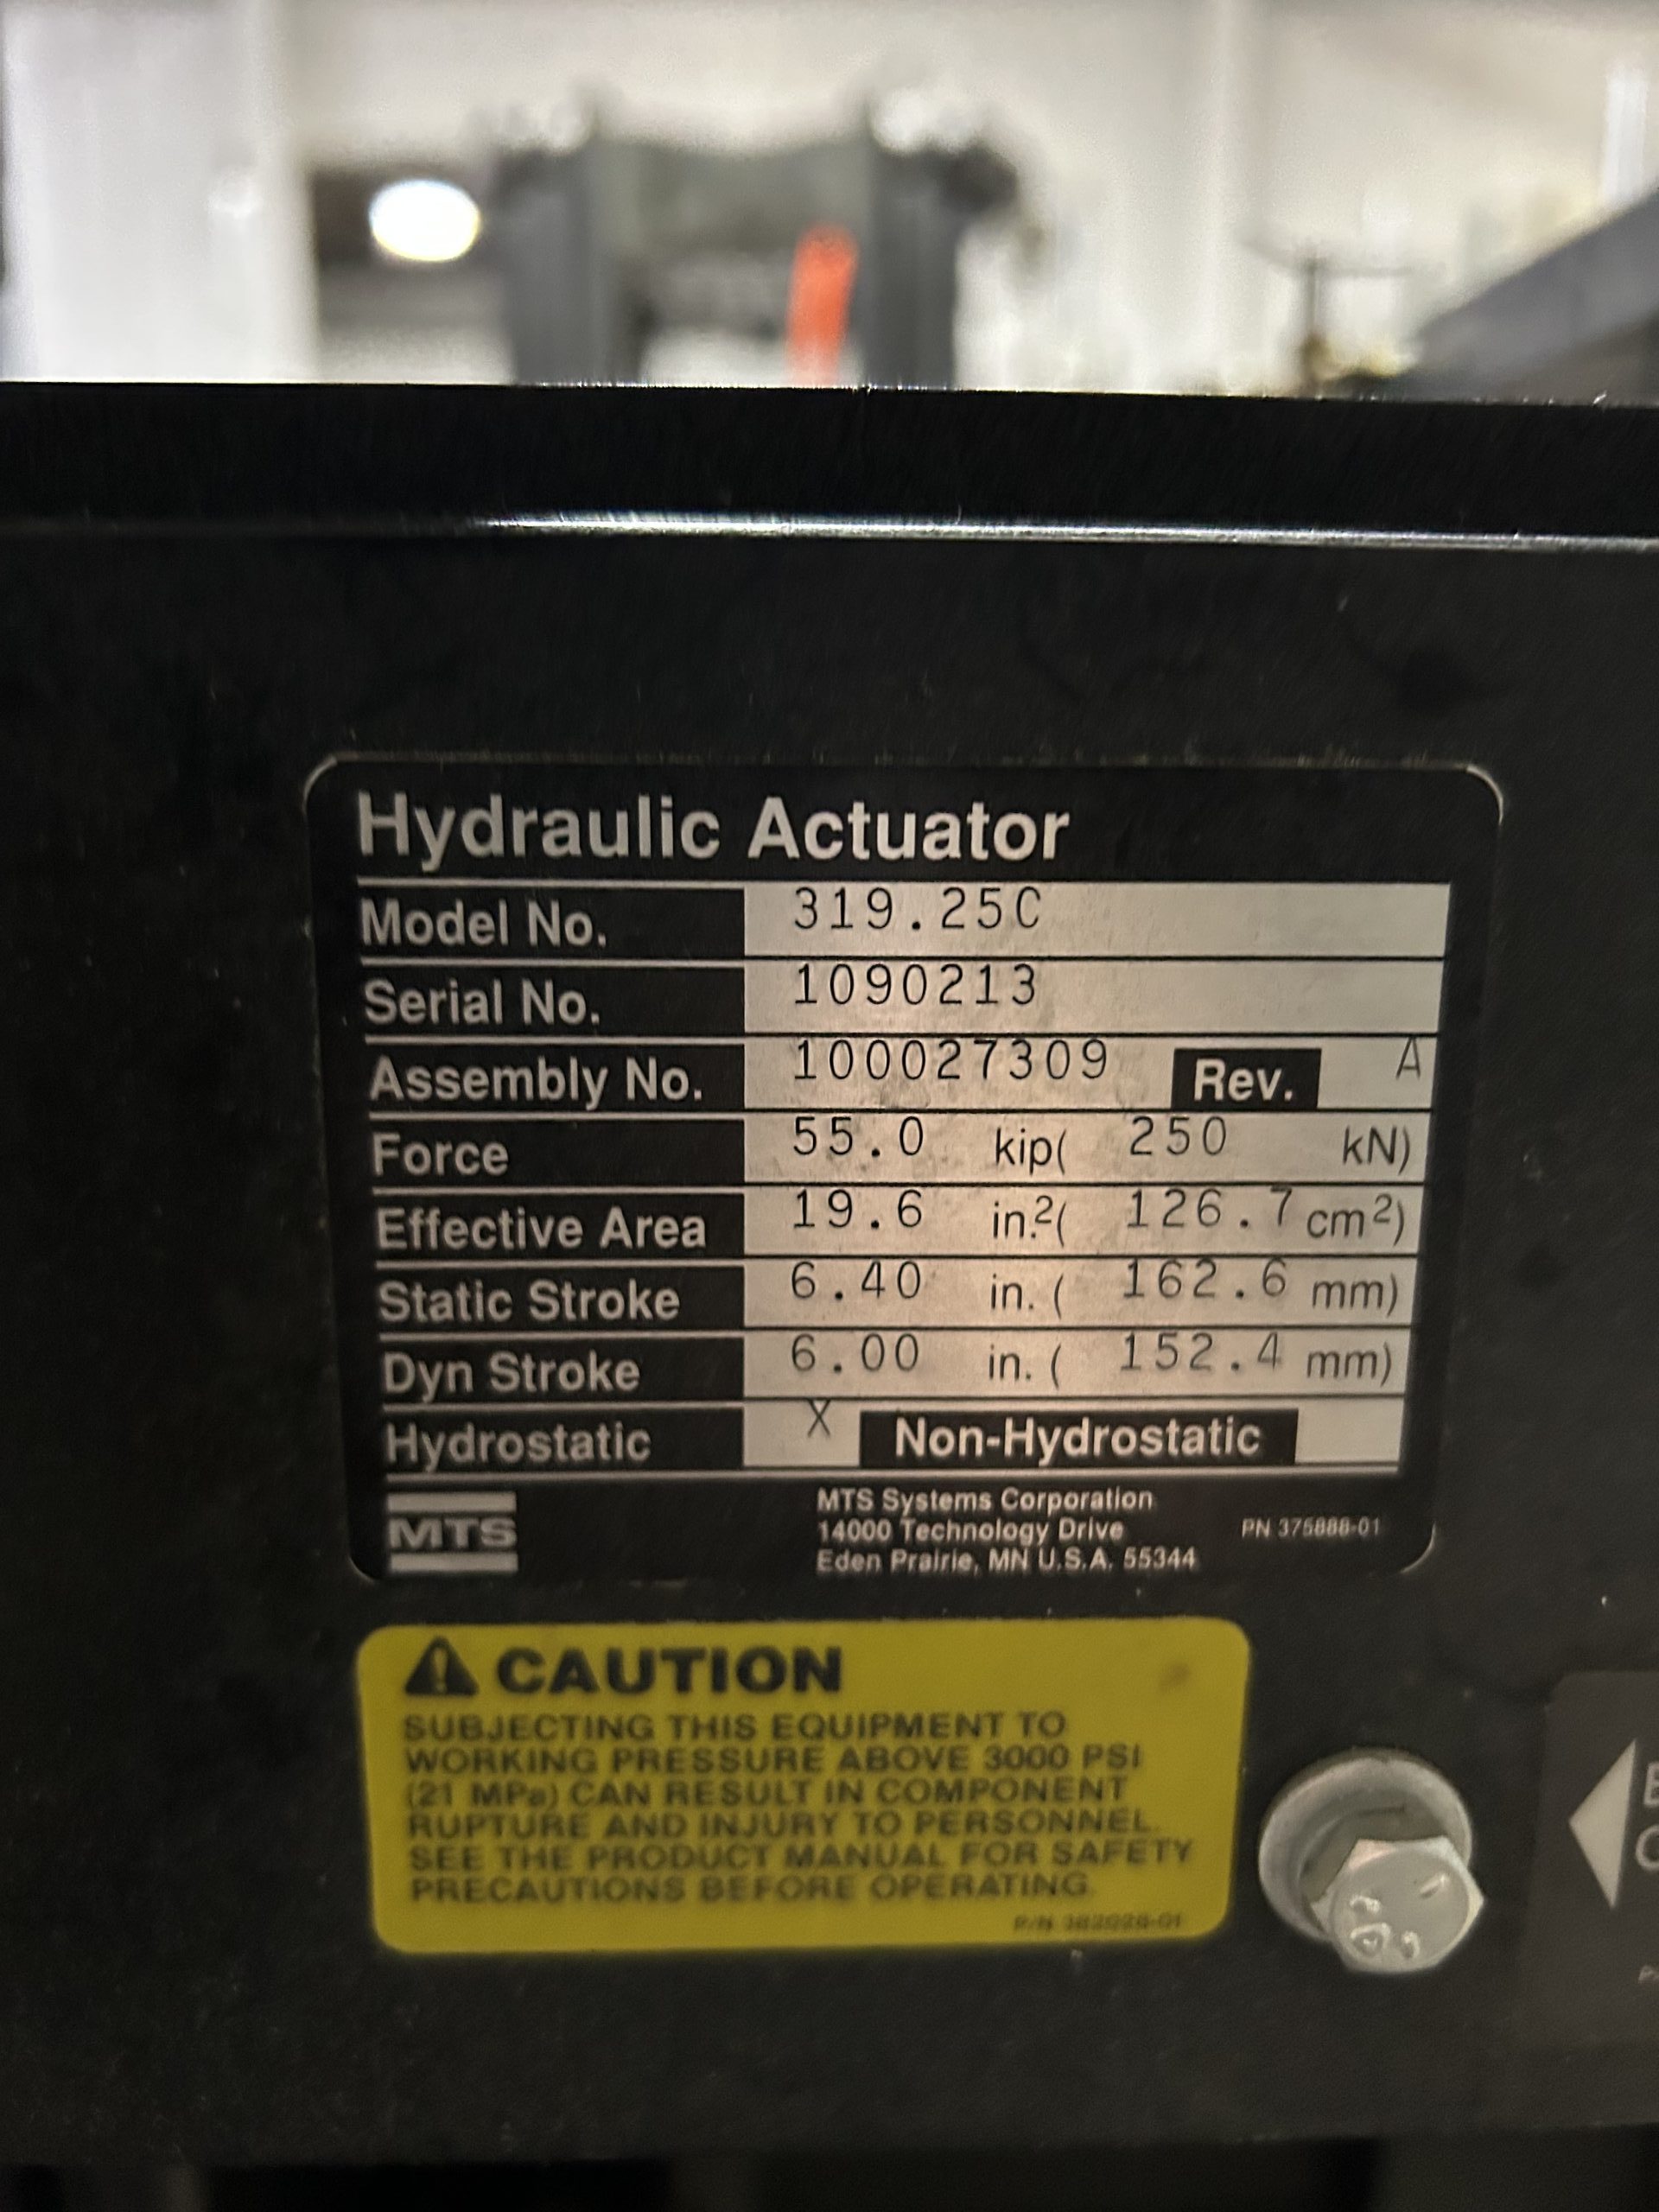 Hydraulic Actuator
Model No. 319.25C
Serial No. 1090213
Assembly No. 100027309 Rev. A
Force 55.0 kip( 250 kN)
Effective Area 19.6 in.²( 126.7 cm²)
Static Stroke 6.40 in. ( 162.6 mm)
Dyn Stroke 6.00 in. ( 152.4 mm)
Hydrostatic X Non-Hydrostatic
MTS
MTS Systems Corporation
14000 Technology Drive
Eden Prairie, MN U.S.A. 55344
PN 375888-01
CAUTION
SUBJECTING THIS EQUIPMENT TO
WORKING PRESSURE ABOVE 3000 PSI
(21 MPa) CAN RESULT IN COMPONENT
RUPTURE AND INJURY TO PERSONNEL.
SEE THE PRODUCT MANUAL FOR SAFETY
PRECAUTIONS BEFORE OPERATING.
P/N